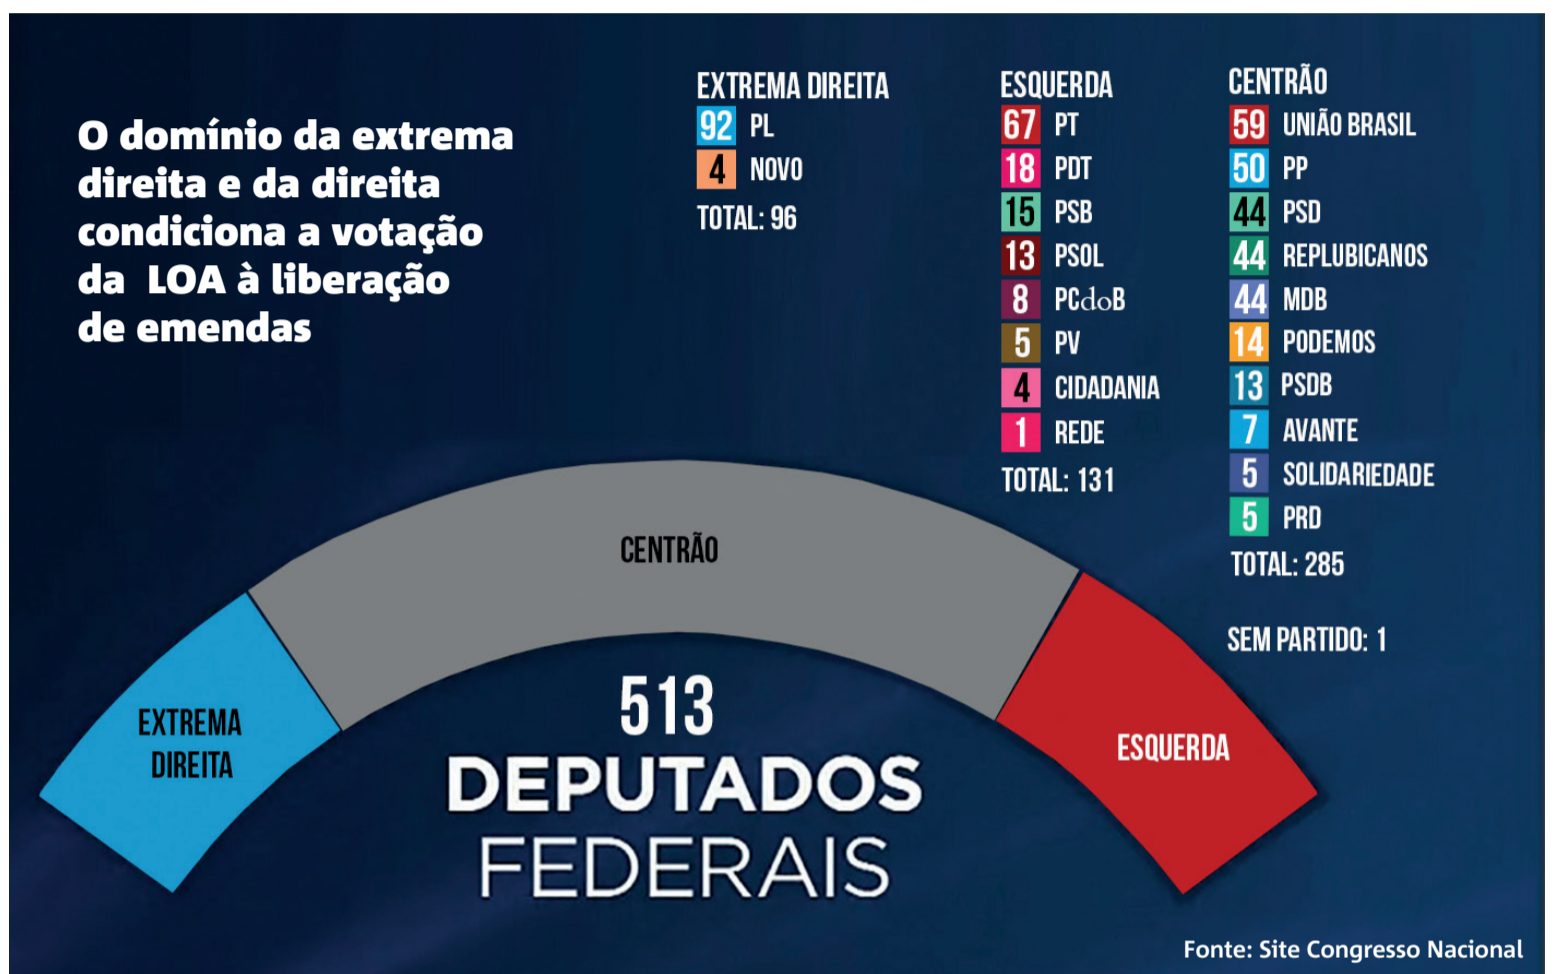 O domínio da extrema
direita e da direita
condiciona a votação
da LOA à liberação
de emendas
EXTREMA DIREITA
92 PL
4 NOVO
TOTAL: 96
ESQUERDA
67 PT
18 PDT
15 PSB
13 PSOL
8 PCdoB
5 PV
4 CIDADANIA
1 REDE
TOTAL: 131
CENTRÃO
59 UNIÃO BRASIL
50 PP
44 PSD
44 REPLUBICANOS
44 MDB
14 PODEMOS
13 PSDB
7 AVANTE
5 SOLIDARIEDADE
5 PRD
TOTAL: 285
SEM PARTIDO: 1
CENTRÃO
EXTREMA
DIREITA
ESQUERDA
513
DEPUTADOS
FEDERAIS
Fonte: Site Congresso Nacional